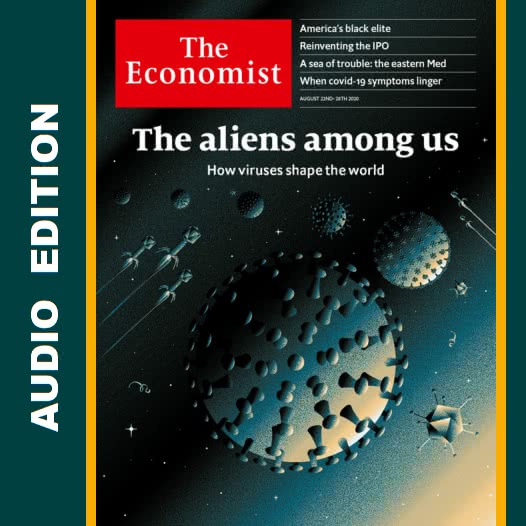 AUDIO EDITION
The
Economist
America's black elite
Reinventing the IPO
A sea of trouble: the eastern Med
When covid-19 symptoms linger
AUGUST 22ND-28TH 2020
The aliens among us
How viruses shape the world